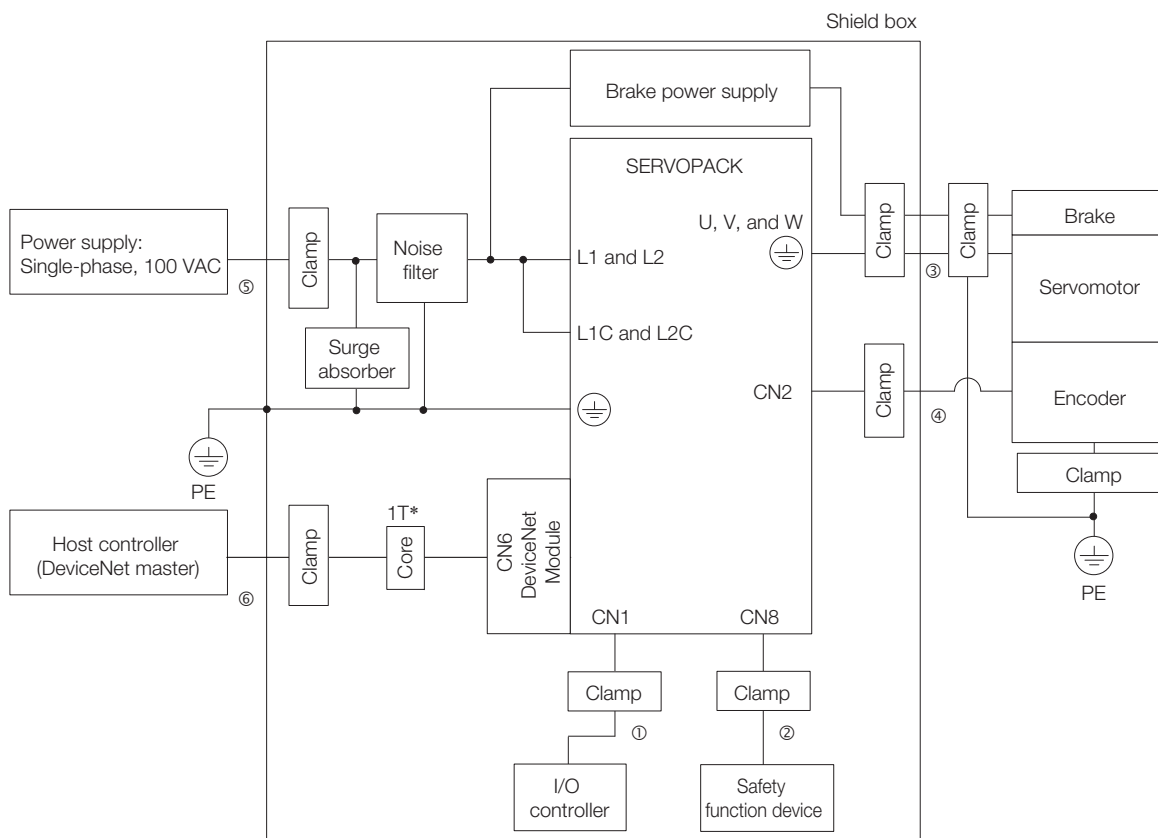 Shield box
Brake power supply
SERVOPACK
U, V, and W
Clamp
Clamp
Brake
Power supply:
Single-phase, 100 VAC
⑤
Clamp
Noise
filter
L1 and L2
③
Servomotor
L1C and L2C
Surge
absorber
CN2
Clamp
④
Encoder
Clamp
PE
PE
Host controller
(DeviceNet master)
⑥
Clamp
1T*
Core
CN6
DeviceNet
Module
CN1
CN8
Clamp
Clamp
①
②
I/O
controller
Safety
function device